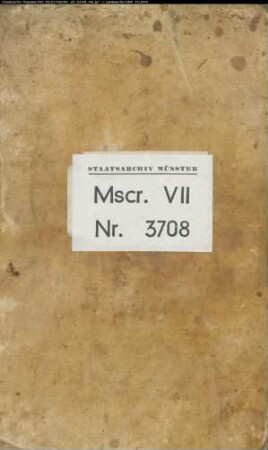 STAATSARCHIV MÜNSTER
Mscr. VII
Nr. 3708